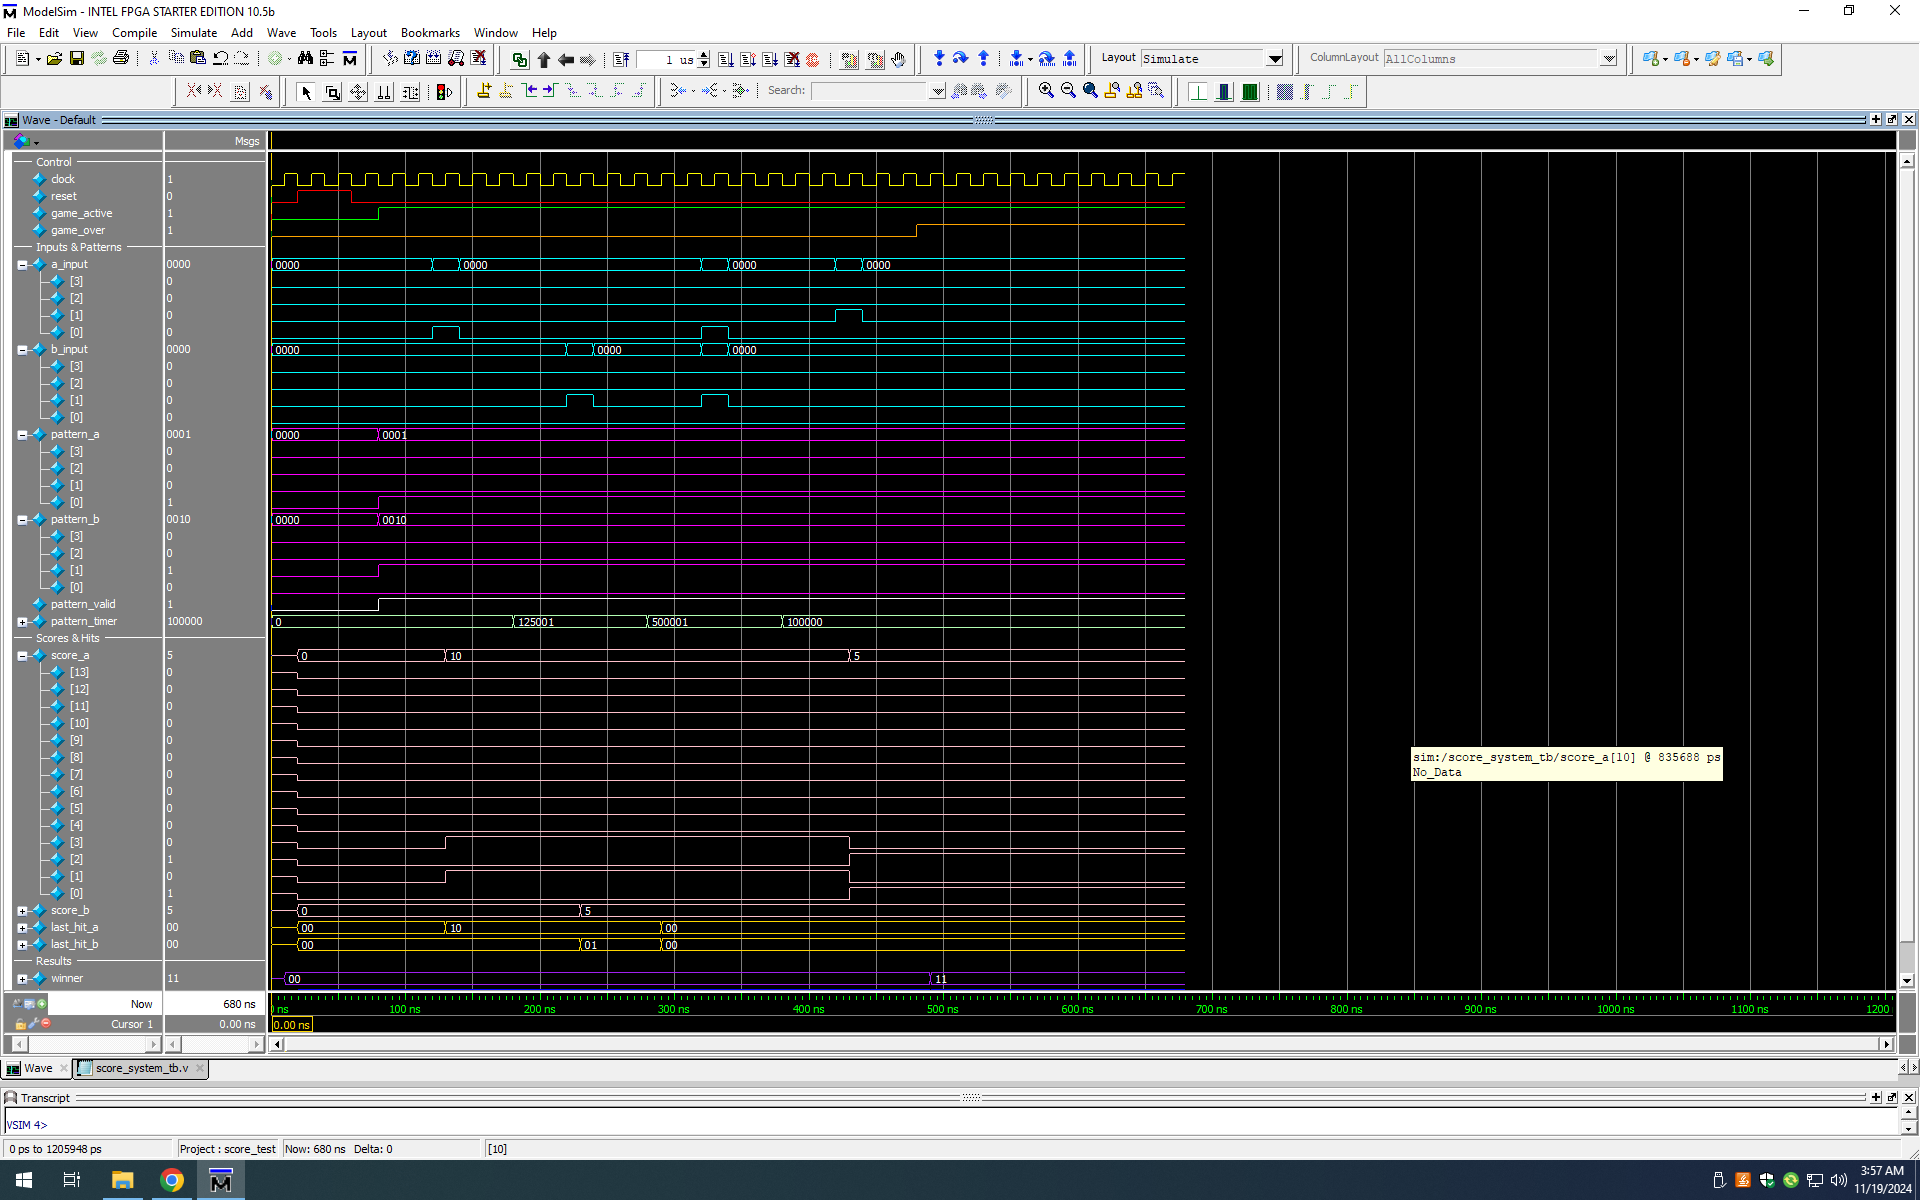 ModelSim - INTEL FPGA STARTER EDITION 10.5b
File Edit View Compile Simulate Add Wave Tools Layout Bookmarks Window Help
1 us
Layout Simulate
ColumnLayout AllColumns
Search:
Wave - Default
Msgs
Control
clock 1
reset 0
game_active 1
game_over 1
Inputs & Patterns
a_input 0000 0000 0000 0000 0000
[3] 0
[2] 0
[1] 0
[0] 0
b_input 0000 0000 0000 0000
[3] 0
[2] 0
[1] 0
[0] 0
pattern_a 0001 0000 0001
[3] 0
[2] 0
[1] 0
[0] 1
pattern_b 0010 0000 0010
[3] 0
[2] 0
[1] 1
[0] 0
pattern_valid 1
pattern_timer 100000 0 125001 500001 100000
Scores & Hits
score_a 5 0 10 5
[13] 0
[12] 0
[11] 0
[10] 0
[9] 0
[8] 0
[7] 0
[6] 0
[5] 0
[4] 0
[3] 0
[2] 1
[1] 0
[0] 1
sim:/score_system_tb/score_a[10] @ 835688 ps
No_Data
score_b 5 0 5
last_hit_a 00 00 10 00
last_hit_b 00 00 01 00
Results
winner 11 00 11
Now 680 ns
ns 100 ns 200 ns 300 ns 400 ns 500 ns 600 ns 700 ns 800 ns 900 ns 1000 ns 1100 ns 1200
Cursor 1 0.00 ns 0.00 ns
Wave score_system_tb.v
Transcript
VSIM 4>
0 ps to 1205948 ps Project : score_test Now: 680 ns Delta: 0 [10]
3:57 AM
11/19/2024